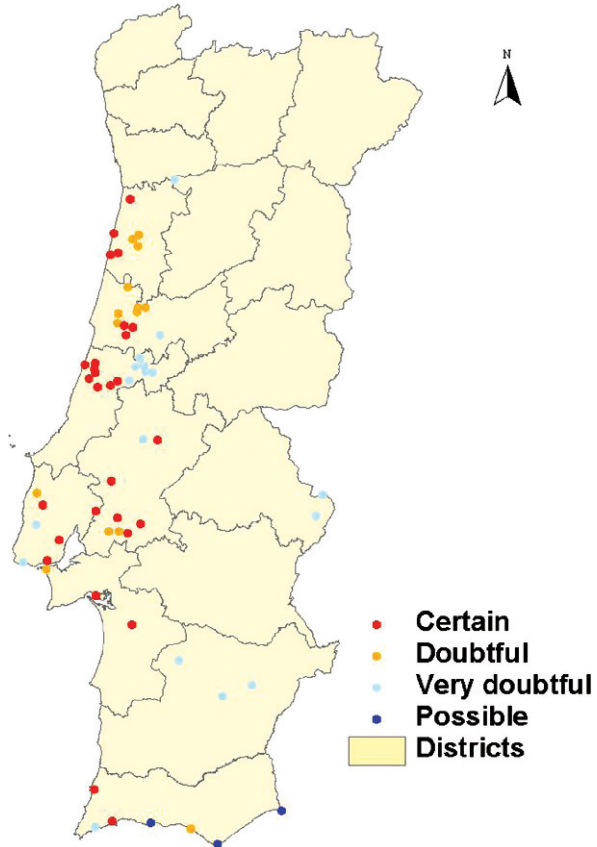 N
Certain
Doubtful
Very doubtful
Possible
Districts